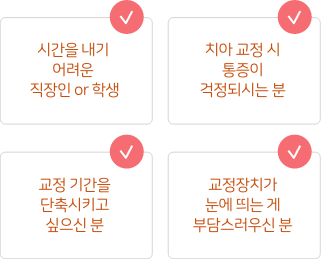 시간을 내기
어려운
직장인 or 학생
치아 교정 시
통증이
걱정되시는 분
교정 기간을
단축시키고
싶으신 분
교정장치가
눈에 띄는 게
부담스러우신 분